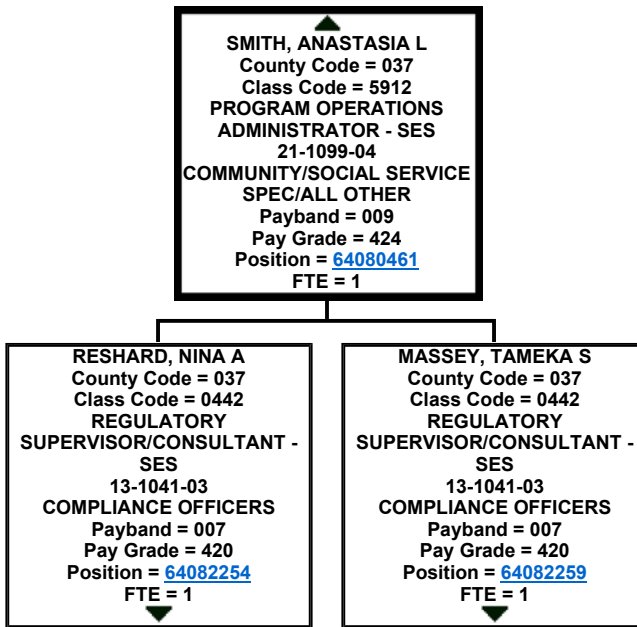 SMITH, ANASTASIA L
County Code = 037
Class Code = 5912
PROGRAM OPERATIONS
ADMINISTRATOR - SES
21-1099-04
COMMUNITY/SOCIAL SERVICE
SPEC/ALL OTHER
Payband = 009
Pay Grade = 424
Position = 64080461
FTE = 1
RESHARD, NINA A
County Code = 037
Class Code = 0442
REGULATORY
SUPERVISOR/CONSULTANT -
SES
13-1041-03
COMPLIANCE OFFICERS
Payband = 007
Pay Grade = 420
Position = 64082254
FTE = 1
MASSEY, TAMEKA S
County Code = 037
Class Code = 0442
REGULATORY
SUPERVISOR/CONSULTANT -
SES
13-1041-03
COMPLIANCE OFFICERS
Payband = 007
Pay Grade = 420
Position = 64082259
FTE = 1